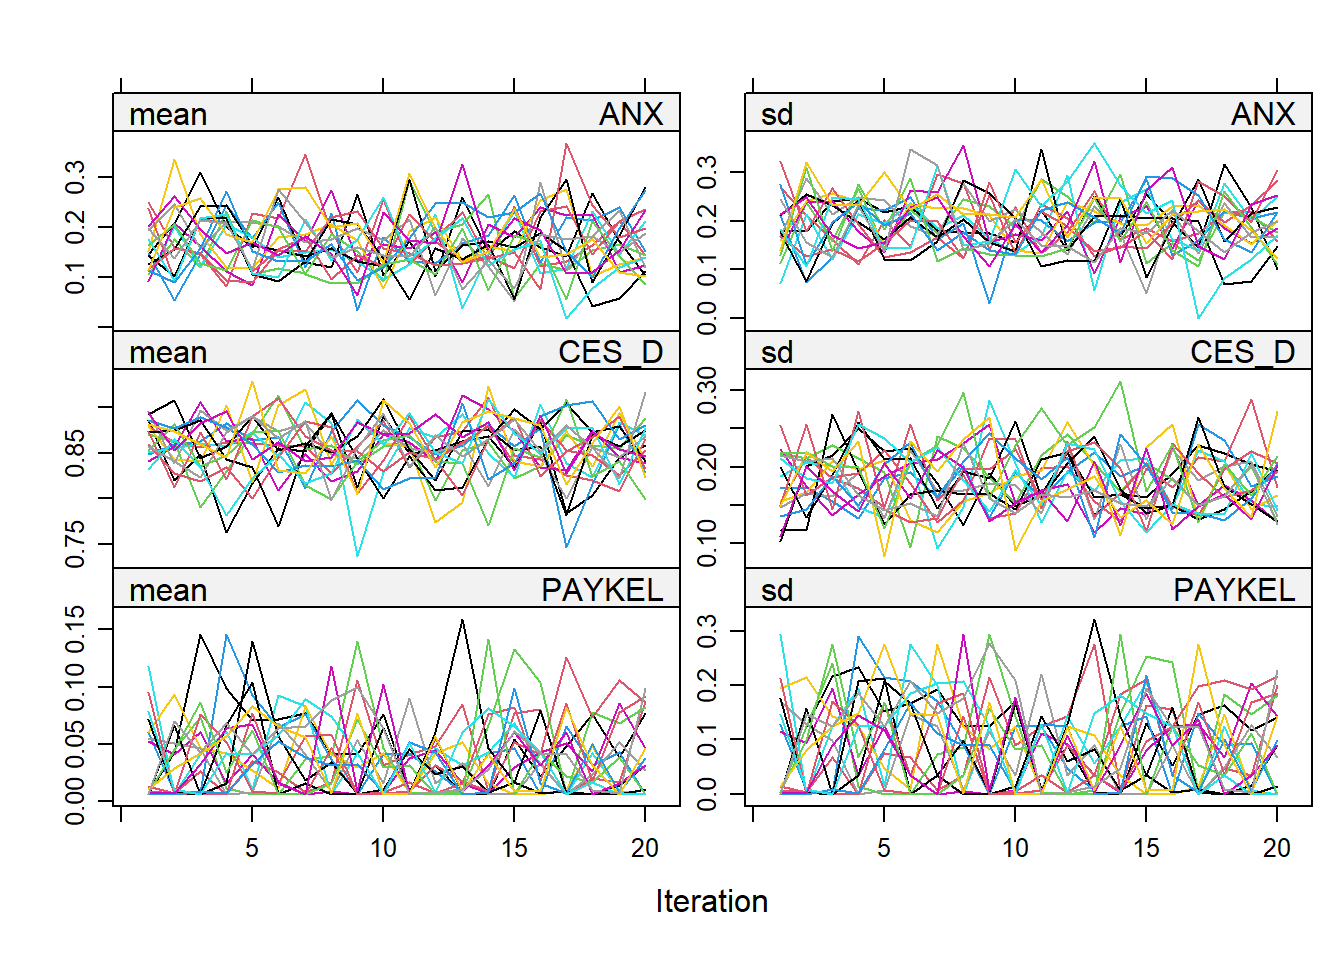 mean ANX
0.1 0.2 0.3
sd ANX
0.0 0.1 0.2 0.3
mean CES_D
0.75 0.85
sd CES_D
0.10 0.20 0.30
mean PAYKEL
0.00 0.05 0.10 0.15
sd PAYKEL
0.0 0.1 0.2 0.3
5 10 15 20
5 10 15 20
Iteration